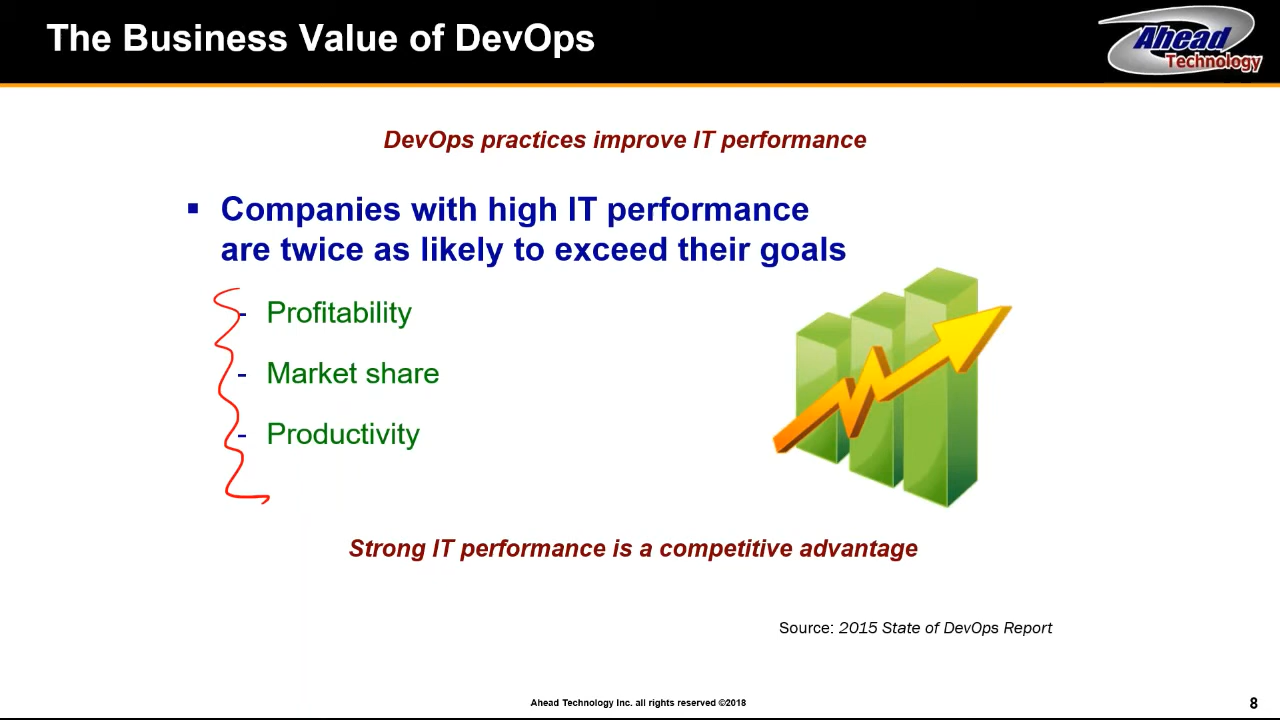 The Business Value of DevOps
Ahead
Technology
DevOps practices improve IT performance
▪ Companies with high IT performance
are twice as likely to exceed their goals
- Profitability
- Market share
- Productivity
Strong IT performance is a competitive advantage
Source: 2015 State of DevOps Report
Ahead Technology Inc. all rights reserved ©2018
8